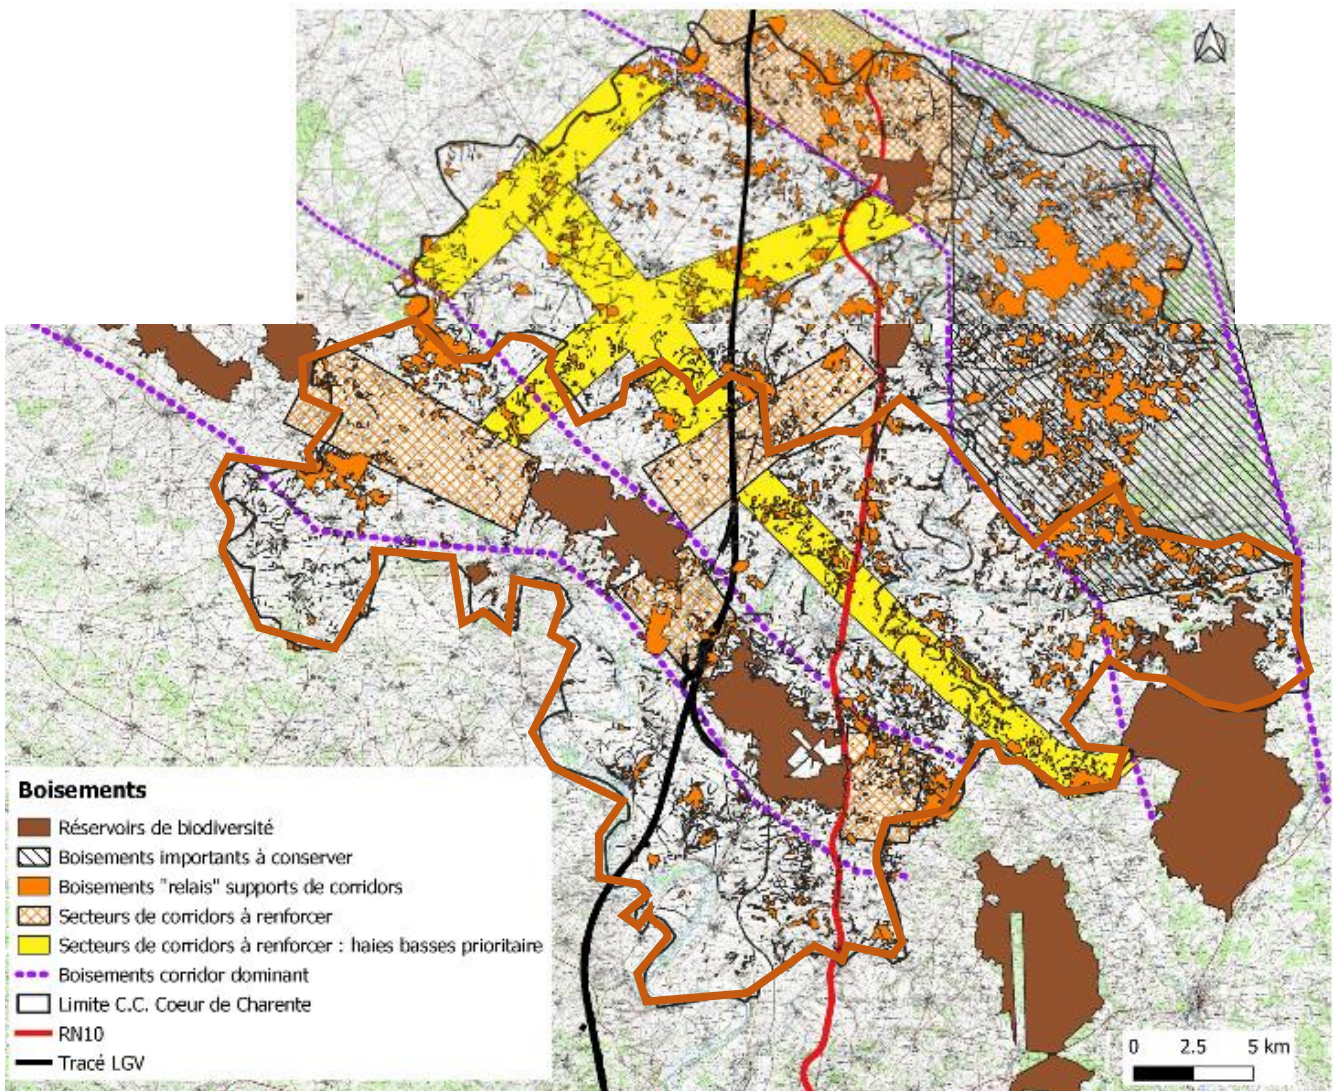 Boisements
Réservoirs de biodiversité
Boisements importants à conserver
Boisements "relais" supports de corridors
Secteurs de corridors à renforcer
Secteurs de corridors à renforcer : haies basses prioritaire
Boisements corridor dominant
Limite C.C. Coeur de Charente
RN10
Tracé LGV
0 2.5 5 km